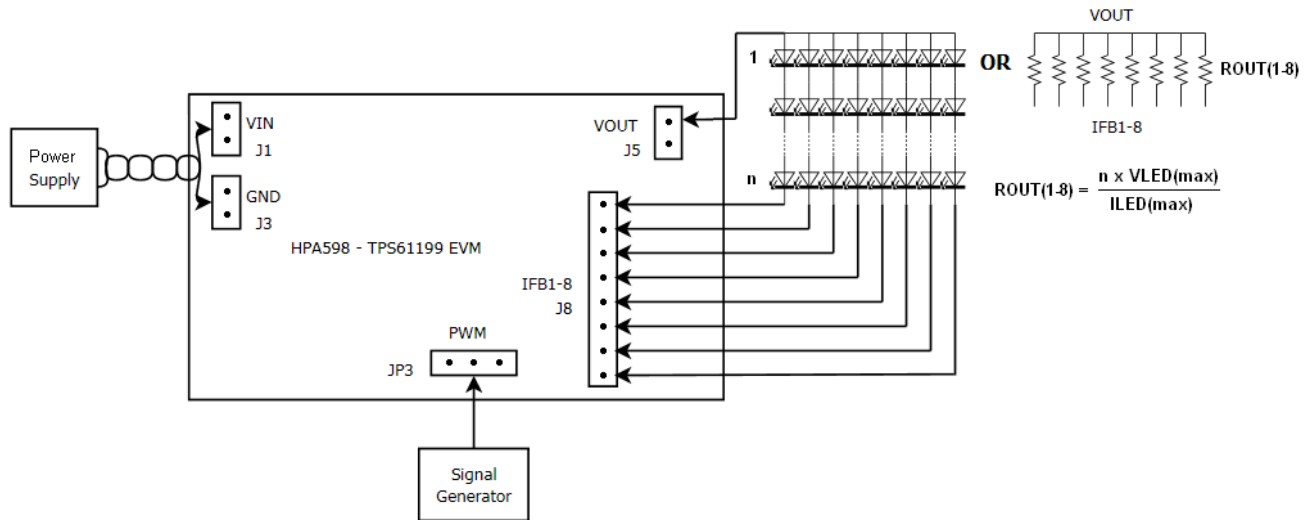 VOUT
1
OR
ROUT(1-8)
IFB1-8
VIN
J1
VOUT
J5
Power
Supply
GND
J3
n
ROUT(1-8) = n x VLED(max)
ILED(max)
HPA598 - TPS61199 EVM
IFB1-8
J8
PWM
JP3
Signal
Generator